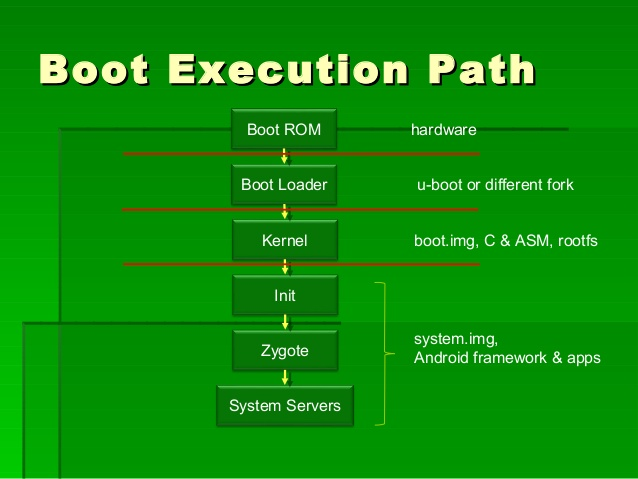 Boot Execution Path
Boot ROM
hardware
Boot Loader
u-boot or different fork
Kernel
boot.img, C & ASM, rootfs
Init
Zygote
system.img,
Android framework & apps
System Servers